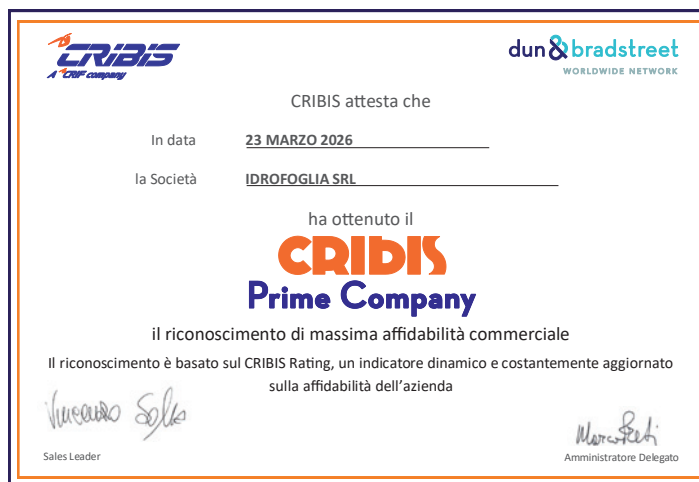 CRIBIS
A CRIF company
dun & bradstreet
WORLDWIDE NETWORK
CRIBIS attesta che
In data 23 MARZO 2026
la Società IDROFOGLIA SRL
ha ottenuto il
CRIBIS
Prime Company
il riconoscimento di massima affidabilità commerciale
Il riconoscimento è basato sul CRIBIS Rating, un indicatore dinamico e costantemente aggiornato
sulla affidabilità dell’azienda
Sales Leader
Amministratore Delegato